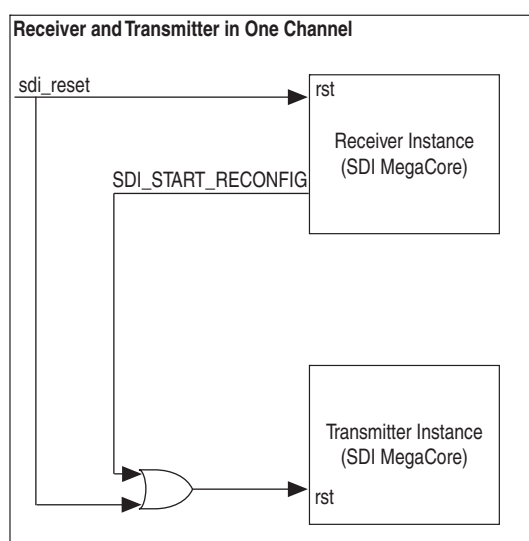 Receiver and Transmitter in One Channel
sdi_reset
rst
Receiver Instance
(SDI MegaCore)
SDI_START_RECONFIG
Transmitter Instance
(SDI MegaCore)
rst